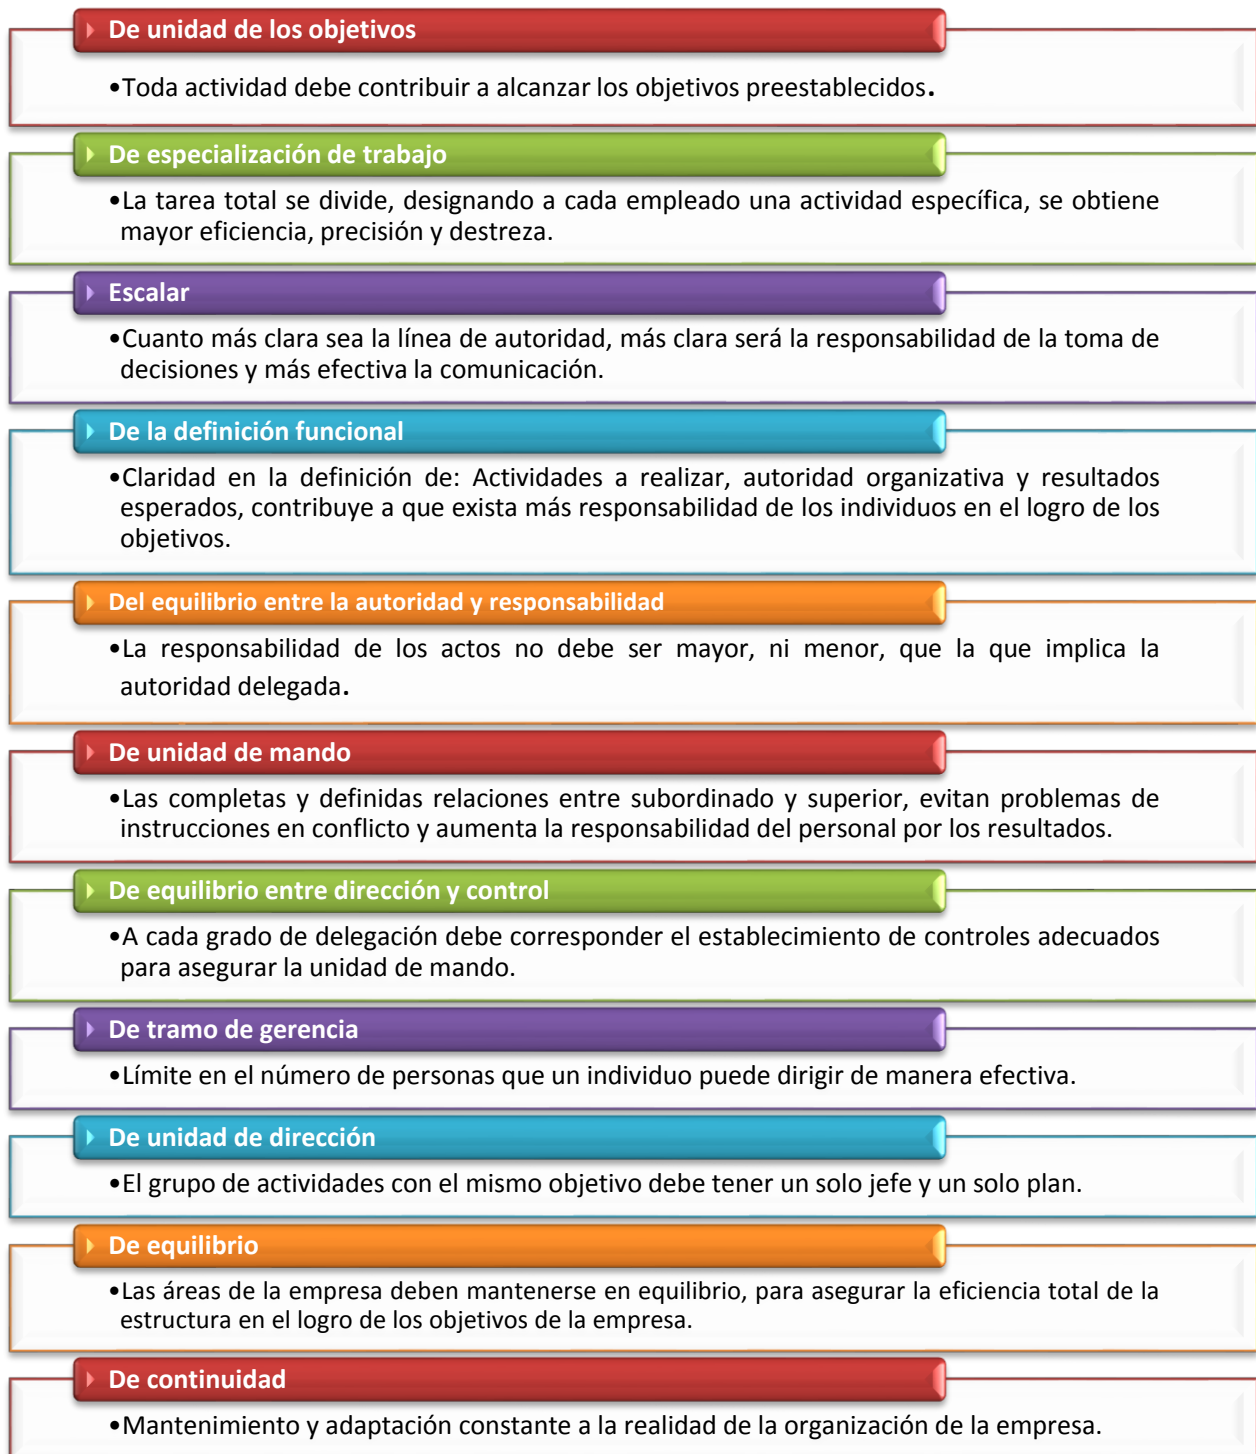 De unidad de los objetivos
•Toda actividad debe contribuir a alcanzar los objetivos preestablecidos.
De especialización de trabajo
•La tarea total se divide, designando a cada empleado una actividad específica, se obtiene
mayor eficiencia, precisión y destreza.
Escalar
•Cuanto más clara sea la línea de autoridad, más clara será la responsabilidad de la toma de
decisiones y más efectiva la comunicación.
De la definición funcional
•Claridad en la definición de: Actividades a realizar, autoridad organizativa y resultados
esperados, contribuye a que exista más responsabilidad de los individuos en el logro de los
objetivos.
Del equilibrio entre la autoridad y responsabilidad
•La responsabilidad de los actos no debe ser mayor, ni menor, que la que implica la
autoridad delegada.
De unidad de mando
•Las completas y definidas relaciones entre subordinado y superior, evitan problemas de
instrucciones en conflicto y aumenta la responsabilidad del personal por los resultados.
De equilibrio entre dirección y control
•A cada grado de delegación debe corresponder el establecimiento de controles adecuados
para asegurar la unidad de mando.
De tramo de gerencia
•Límite en el número de personas que un individuo puede dirigir de manera efectiva.
De unidad de dirección
•El grupo de actividades con el mismo objetivo debe tener un solo jefe y un solo plan.
De equilibrio
•Las áreas de la empresa deben mantenerse en equilibrio, para asegurar la eficiencia total de la
estructura en el logro de los objetivos de la empresa.
De continuidad
•Mantenimiento y adaptación constante a la realidad de la organización de la empresa.